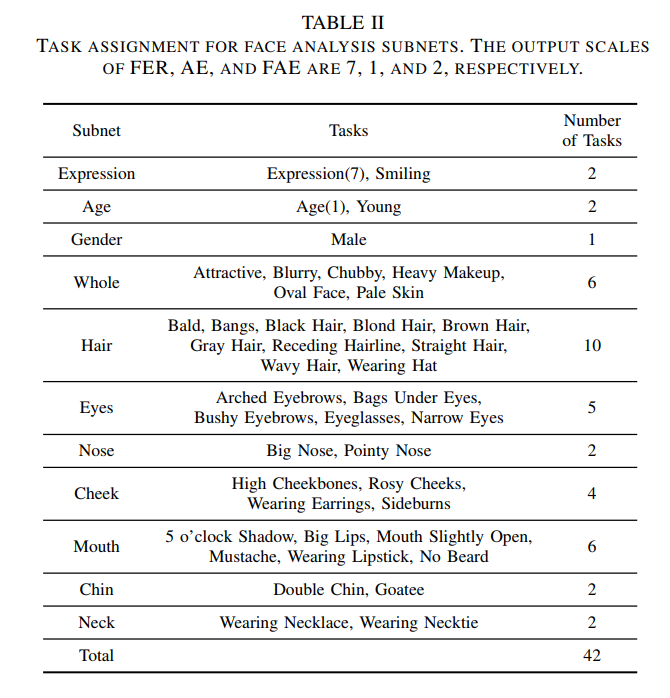 TABLE II
TASK ASSIGNMENT FOR FACE ANALYSIS SUBNETS. THE OUTPUT SCALES
OF FER, AE, AND FAE ARE 7, 1, AND 2, RESPECTIVELY.
Subnet Tasks Number of Tasks
Expression Expression(7), Smiling 2
Age Age(1), Young 2
Gender Male 1
Whole Attractive, Blurry, Chubby, Heavy Makeup,
Oval Face, Pale Skin 6
Hair Bald, Bangs, Black Hair, Blond Hair, Brown Hair,
Gray Hair, Receding Hairline, Straight Hair,
Wavy Hair, Wearing Hat 10
Eyes Arched Eyebrows, Bags Under Eyes,
Bushy Eyebrows, Eyeglasses, Narrow Eyes 5
Nose Big Nose, Pointy Nose 2
Cheek High Cheekbones, Rosy Cheeks,
Wearing Earrings, Sideburns 4
Mouth 5 o'clock Shadow, Big Lips, Mouth Slightly Open,
Mustache, Wearing Lipstick, No Beard 6
Chin Double Chin, Goatee 2
Neck Wearing Necklace, Wearing Necktie 2
Total 42